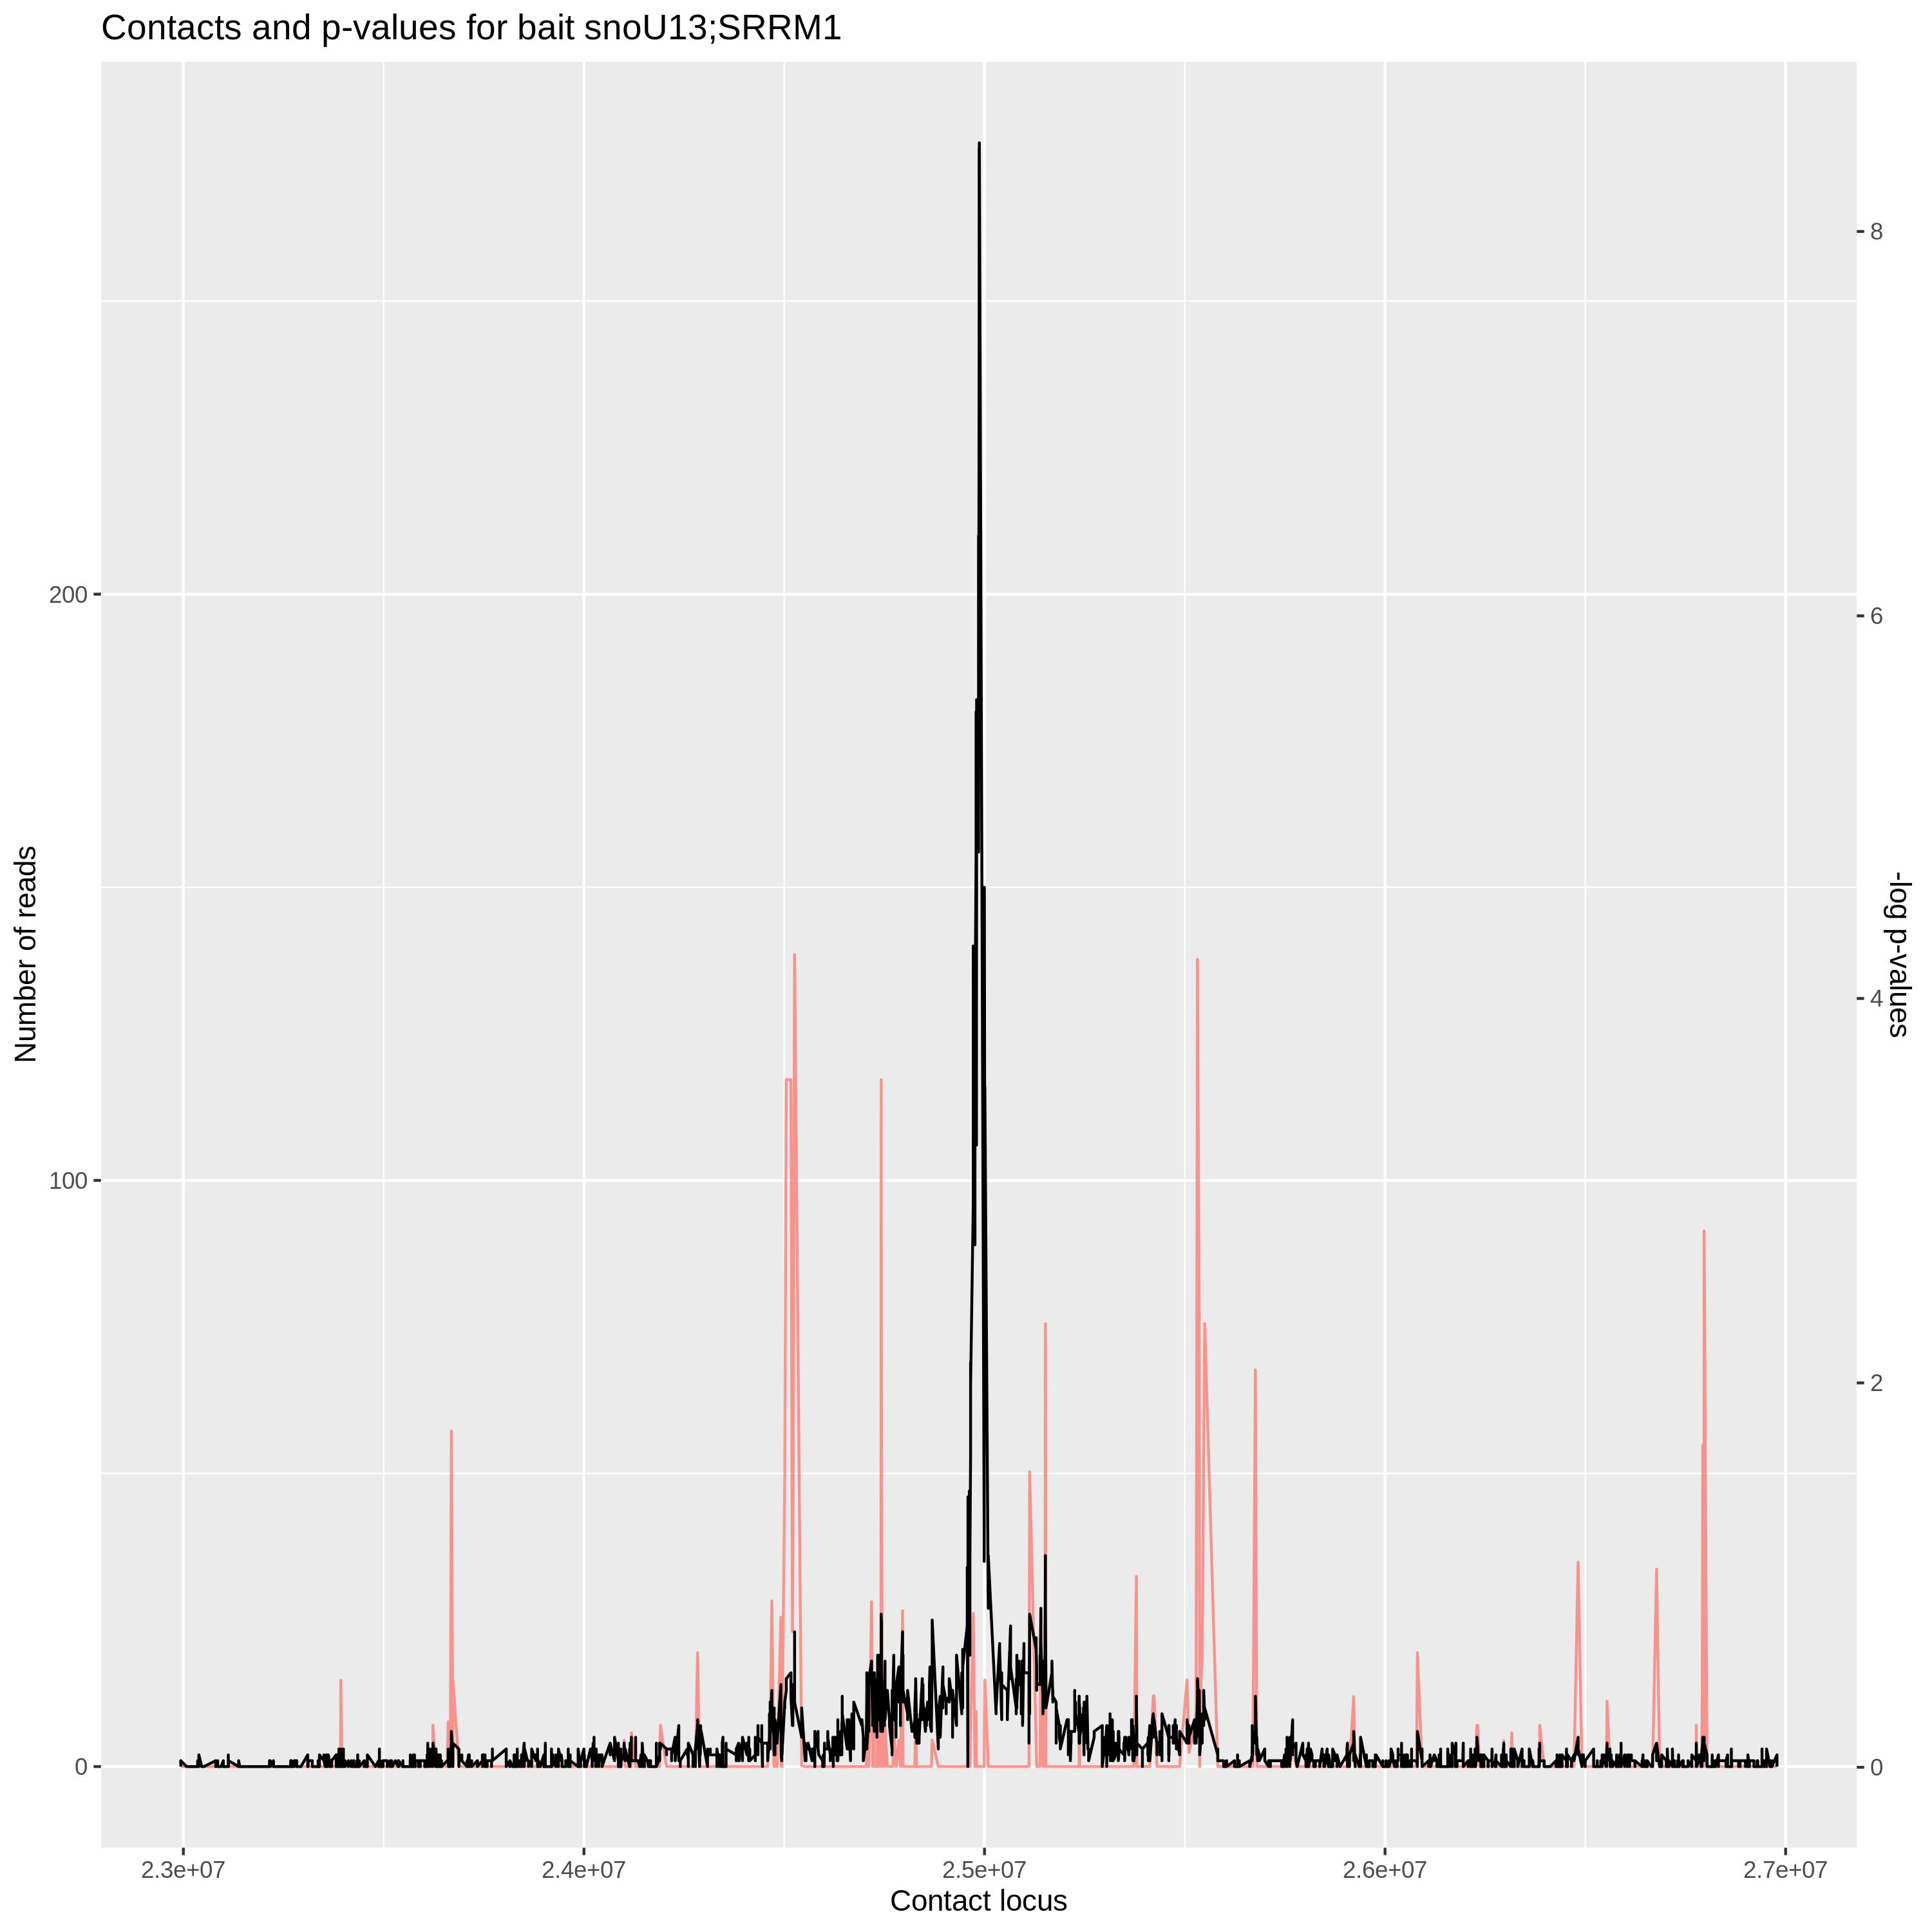 Contacts and p-values for bait snoU13;SRRM1
Number of reads
200
100
0
8
6
4
2
0
-log p-values
2.3e+07
2.4e+07
2.5e+07
2.6e+07
2.7e+07
Contact locus